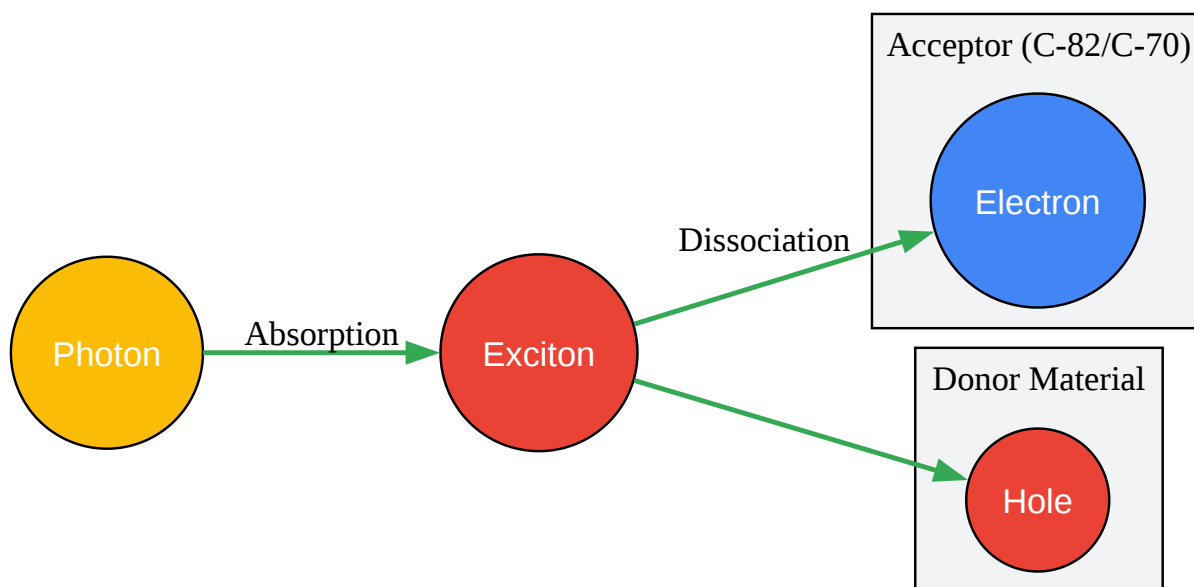 Acceptor (C-82/C-70)
Electron
Dissociation
Photon
Absorption
Exciton
Donor Material
Hole